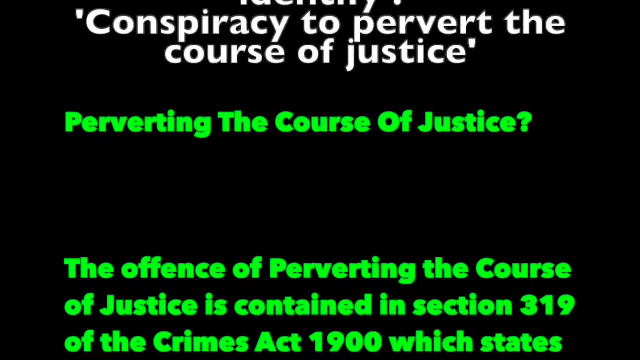 identify?
'Conspiracy to pervert the
course of justice'
Perverting The Course Of Justice?
The offence of Perverting the Course
of Justice is contained in section 319
of the Crimes Act 1900 which states